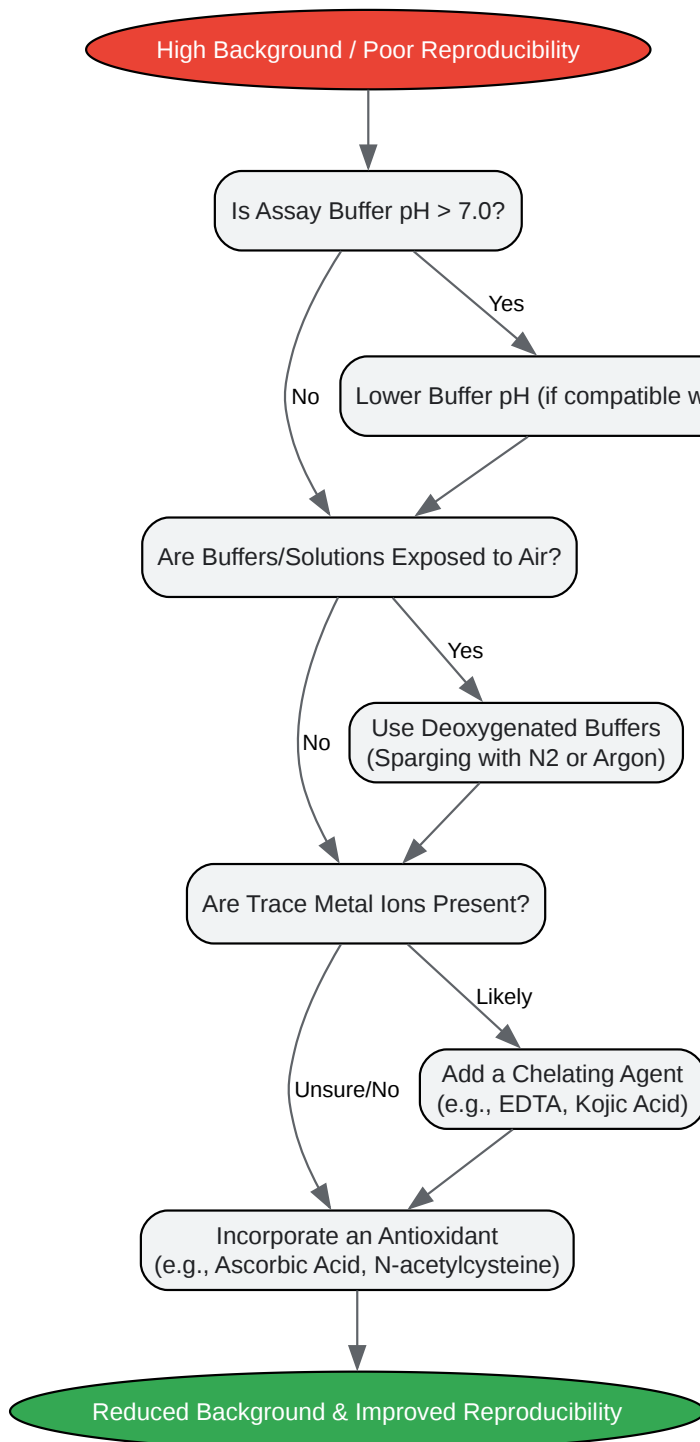 High Background / Poor Reproducibility
Is Assay Buffer pH > 7.0?
Yes
No
Lower Buffer pH (if compatible
Are Buffers/Solutions Exposed to Air?
Yes
No
Use Deoxygenated Buffers
(Sparging with N2 or Argon)
Are Trace Metal Ions Present?
Likely
Unsure/No
Add a Chelating Agent
(e.g., EDTA, Kojic Acid)
Incorporate an Antioxidant
(e.g., Ascorbic Acid, N-acetylcysteine)
Reduced Background & Improved Reproducibility